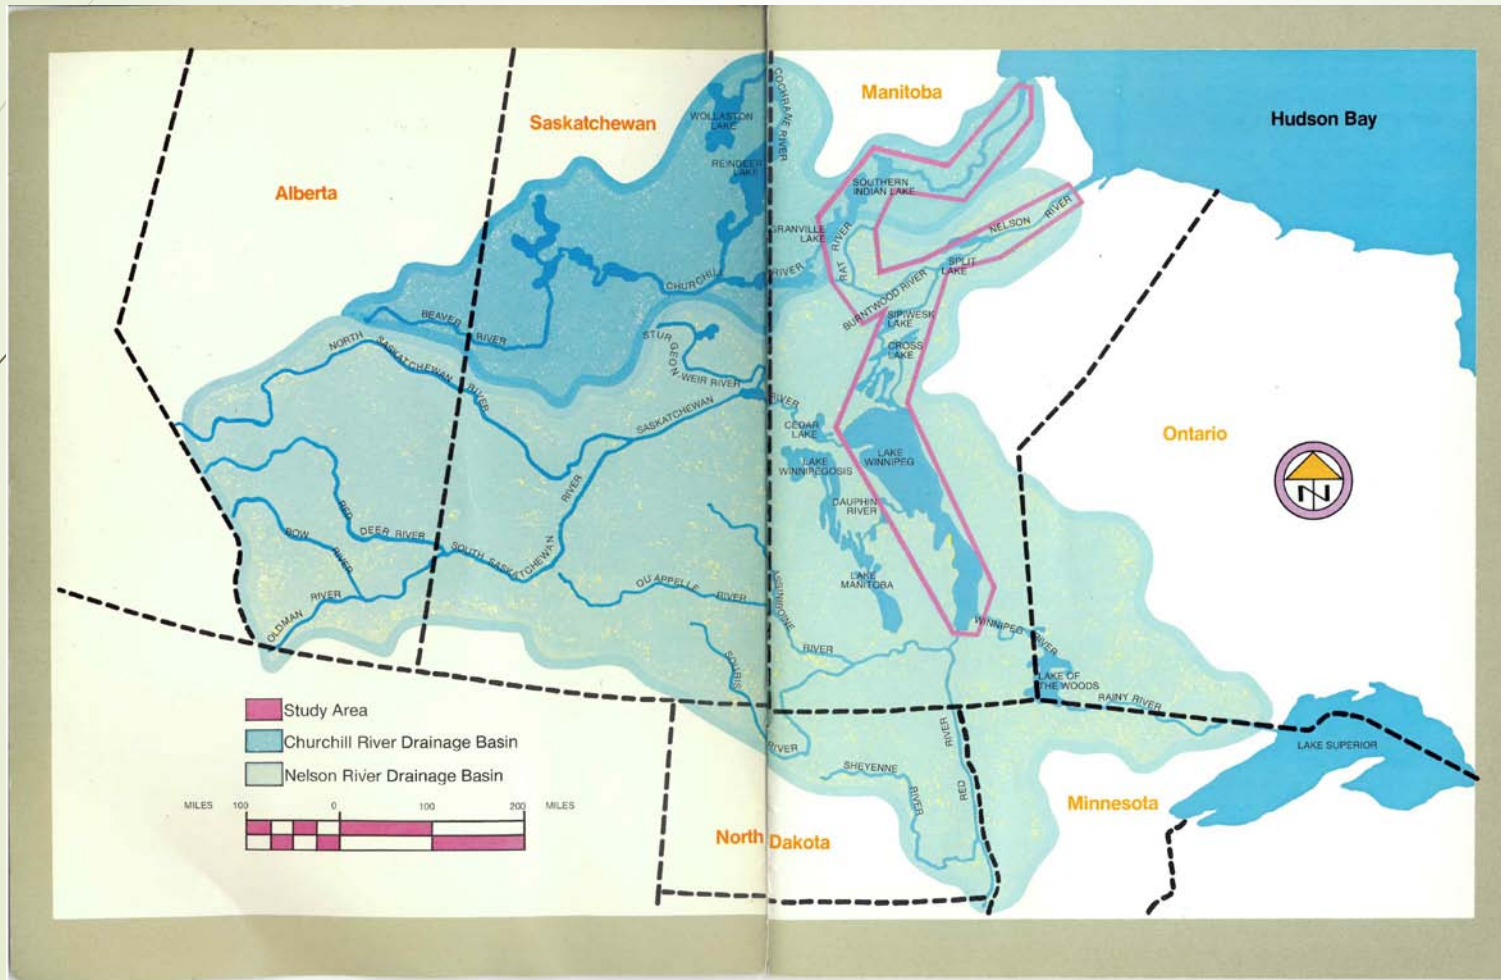 Manitoba
Hudson Bay
Saskatchewan
Alberta
Ontario
WOLLASTON
LAKE
COCHRANE RIVER
REINDEER
LAKE
SOUTHERN
INDIAN LAKE
GRANVILLE
LAKE
RAT RIVER
NELSON RIVER
SPLIT
LAKE
CHURCHILL RIVER
BURNTWOOD RIVER
BEAVER RIVER
SIPIWESK
LAKE
CROSS
LAKE
STURGEON-WEIR RIVER
NORTH SASKATCHEWAN RIVER
SASKATCHEWAN RIVER
CEDAR
LAKE
LAKE
WINNIPEGOSIS
LAKE
WINNIPEG
DAUPHIN
RIVER
RED DEER RIVER
BOW RIVER
SOUTH SASKATCHEWAN RIVER
OLDMAN RIVER
QU'APPELLE RIVER
LAKE
MANITOBA
ASSINIBOINE RIVER
WINNIPEG RIVER
SOURIS RIVER
LAKE OF
THE WOODS
RAINY RIVER
LAKE SUPERIOR
SHEYENNE RIVER
RED RIVER
N
Minnesota
North Dakota
Study Area
Churchill River Drainage Basin
Nelson River Drainage Basin
MILES 100 0 100 200 MILES